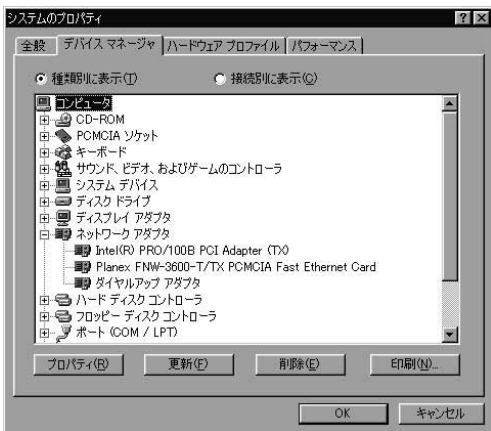 システムのプロパティ
全般 デバイス マネージャ ハードウェア プロファイル パフォーマンス
種類別に表示(T) 接続別に表示(C)
コンピュータ
CD-ROM
PCMCIA ソケット
キーボード
サウンド、ビデオ、およびゲームのコントローラ
システム デバイス
ディスク ドライブ
ディスプレイ アダプタ
ネットワーク アダプタ
Intel(R) PRO/100B PCI Adapter (TX)
Planex FNW-3600-T/TX PCMCIA Fast Ethernet Card
ダイヤルアップ アダプタ
ハード ディスク コントローラ
フロッピー ディスク コントローラ
ポート (COM / LPT)
プロパティ(R) 更新(F) 削除(E) 印刷(N)...
OK キャンセル